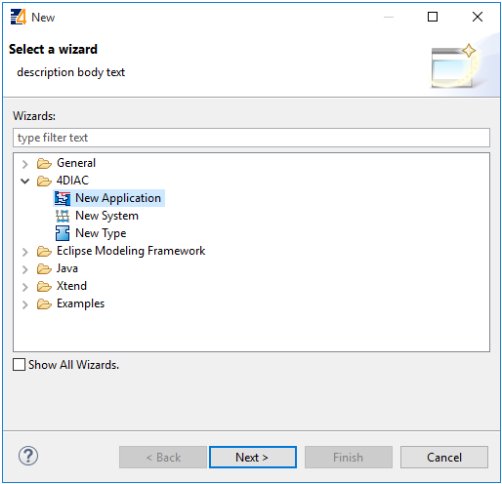 New
Select a wizard
description body text
Wizards:
type filter text
General
4DIAC
New Application
New System
New Type
Eclipse Modeling Framework
Java
Xtend
Examples
Show All Wizards.
? < Back Next > Finish Cancel